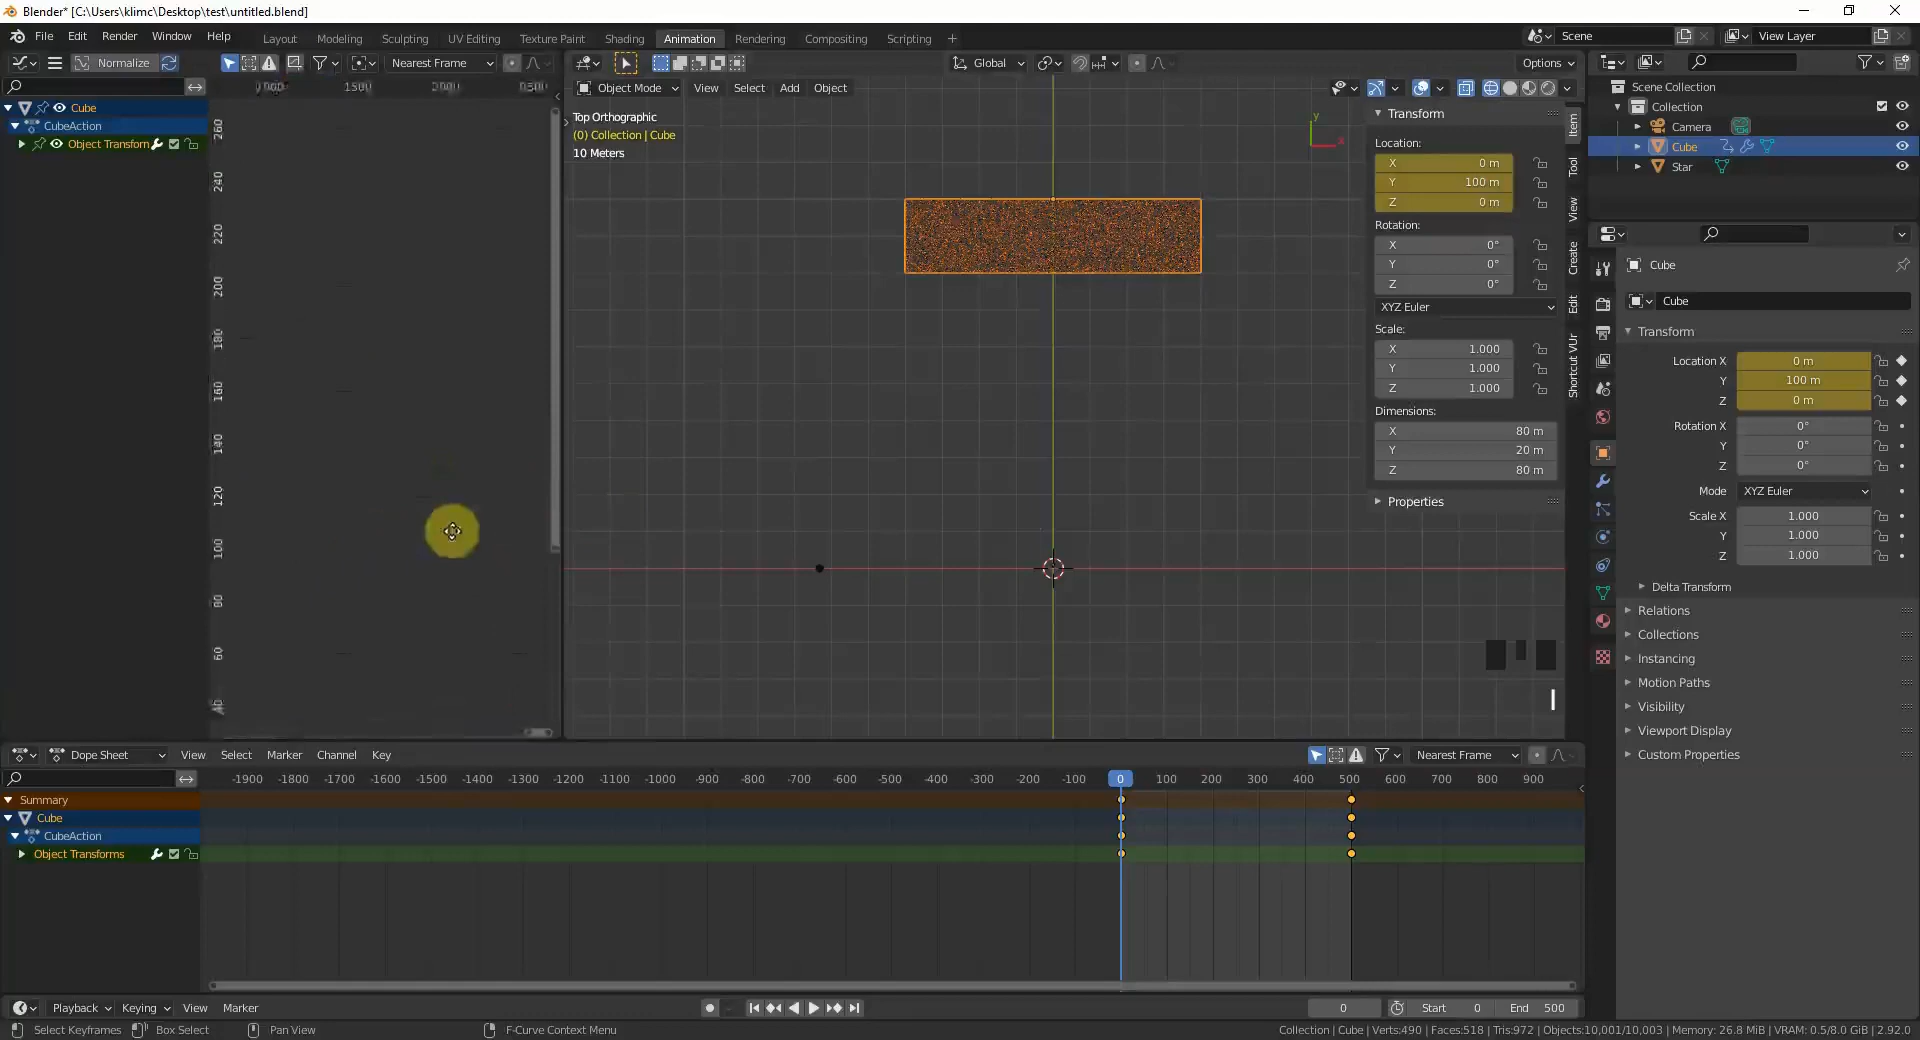 Blender* [C:\Users\klimc\Desktop\test\untitled.blend]
File Edit Render Window Help Layout Modeling Sculpting UV Editing Texture Paint Shading Animation Rendering Compositing Scripting + Scene View Layer
Normalize Nearest Frame Global Options
1500 2000
Object Mode View Select Add Object
Cube
CubeAction
Object Transform
260
240
220
200
180
160
140
120
100
80
60
40
Top Orthographic
(0) Collection | Cube
10 Meters
Y
X
Transform
Location:
X 0 m
Y 100 m
Z 0 m
Rotation:
X 0°
Y 0°
Z 0°
XYZ Euler
Scale:
X 1.000
Y 1.000
Z 1.000
Dimensions:
X 80 m
Y 20 m
Z 80 m
Properties
Item
Tool
View
Create
Edit
Shortcut VUr
Scene Collection
Collection
Camera
Cube
Star
Cube
Cube
Transform
Location X 0 m
Y 100 m
Z 0 m
Rotation X 0°
Y 0°
Z 0°
Mode XYZ Euler
Scale X 1.000
Y 1.000
Z 1.000
Delta Transform
Relations
Collections
Instancing
Motion Paths
Visibility
Viewport Display
Custom Properties
Dope Sheet View Select Marker Channel Key Nearest Frame
-1900 -1800 -1700 -1600 -1500 -1400 -1300 -1200 -1100 -1000 -900 -800 -700 -600 -500 -400 -300 -200 -100 0 100 200 300 400 500 600 700 800 900
Summary
Cube
CubeAction
Object Transforms
Playback Keying View Marker 0 Start 0 End 500
Select Keyframes Box Select Pan View F-Curve Context Menu Collection | Cube | Verts:490 | Faces:518 | Tris:972 | Objects:10,001/10,003 | Memory: 26.8 MiB | VRAM: 0.5/8.0 GiB | 2.92.0